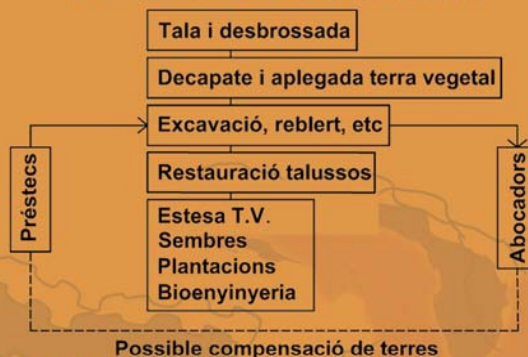 Tala i desbrossada
Decapate i aplegada terra vegetal
Excavació, reblert, etc
Préstecs
Abocadors
Restauració talussos
Estesa T.V.
Sembres
Plantacions
Bioenyinyeria
Possible compensació de terres